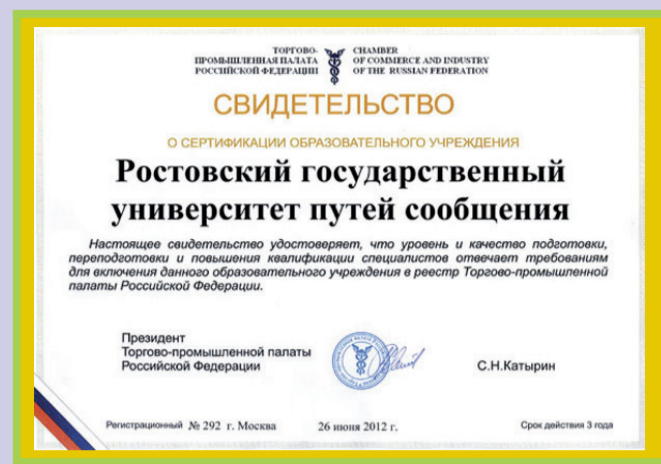 ТОРГОВО-
ПРОМЫШЛЕННАЯ ПАЛАТА
РОССИЙСКОЙ ФЕДЕРАЦИИ
CHAMBER
OF COMMERCE AND INDUSTRY
OF THE RUSSIAN FEDERATION
СВИДЕТЕЛЬСТВО
О СЕРТИФИКАЦИИ ОБРАЗОВАТЕЛЬНОГО УЧРЕЖДЕНИЯ
Ростовский государственный
университет путей сообщения
Настоящее свидетельство удостоверяет, что уровень и качество подготовки,
переподготовки и повышения квалификации специалистов отвечает требованиям
для включения данного образовательного учреждения в реестр Торгово-промышленной
палаты Российской Федерации.
Президент
Торгово-промышленной палаты
Российской Федерации
С.Н.Катырин
Регистрационный № 292 г. Москва 26 июня 2012 г. Срок действия 3 года